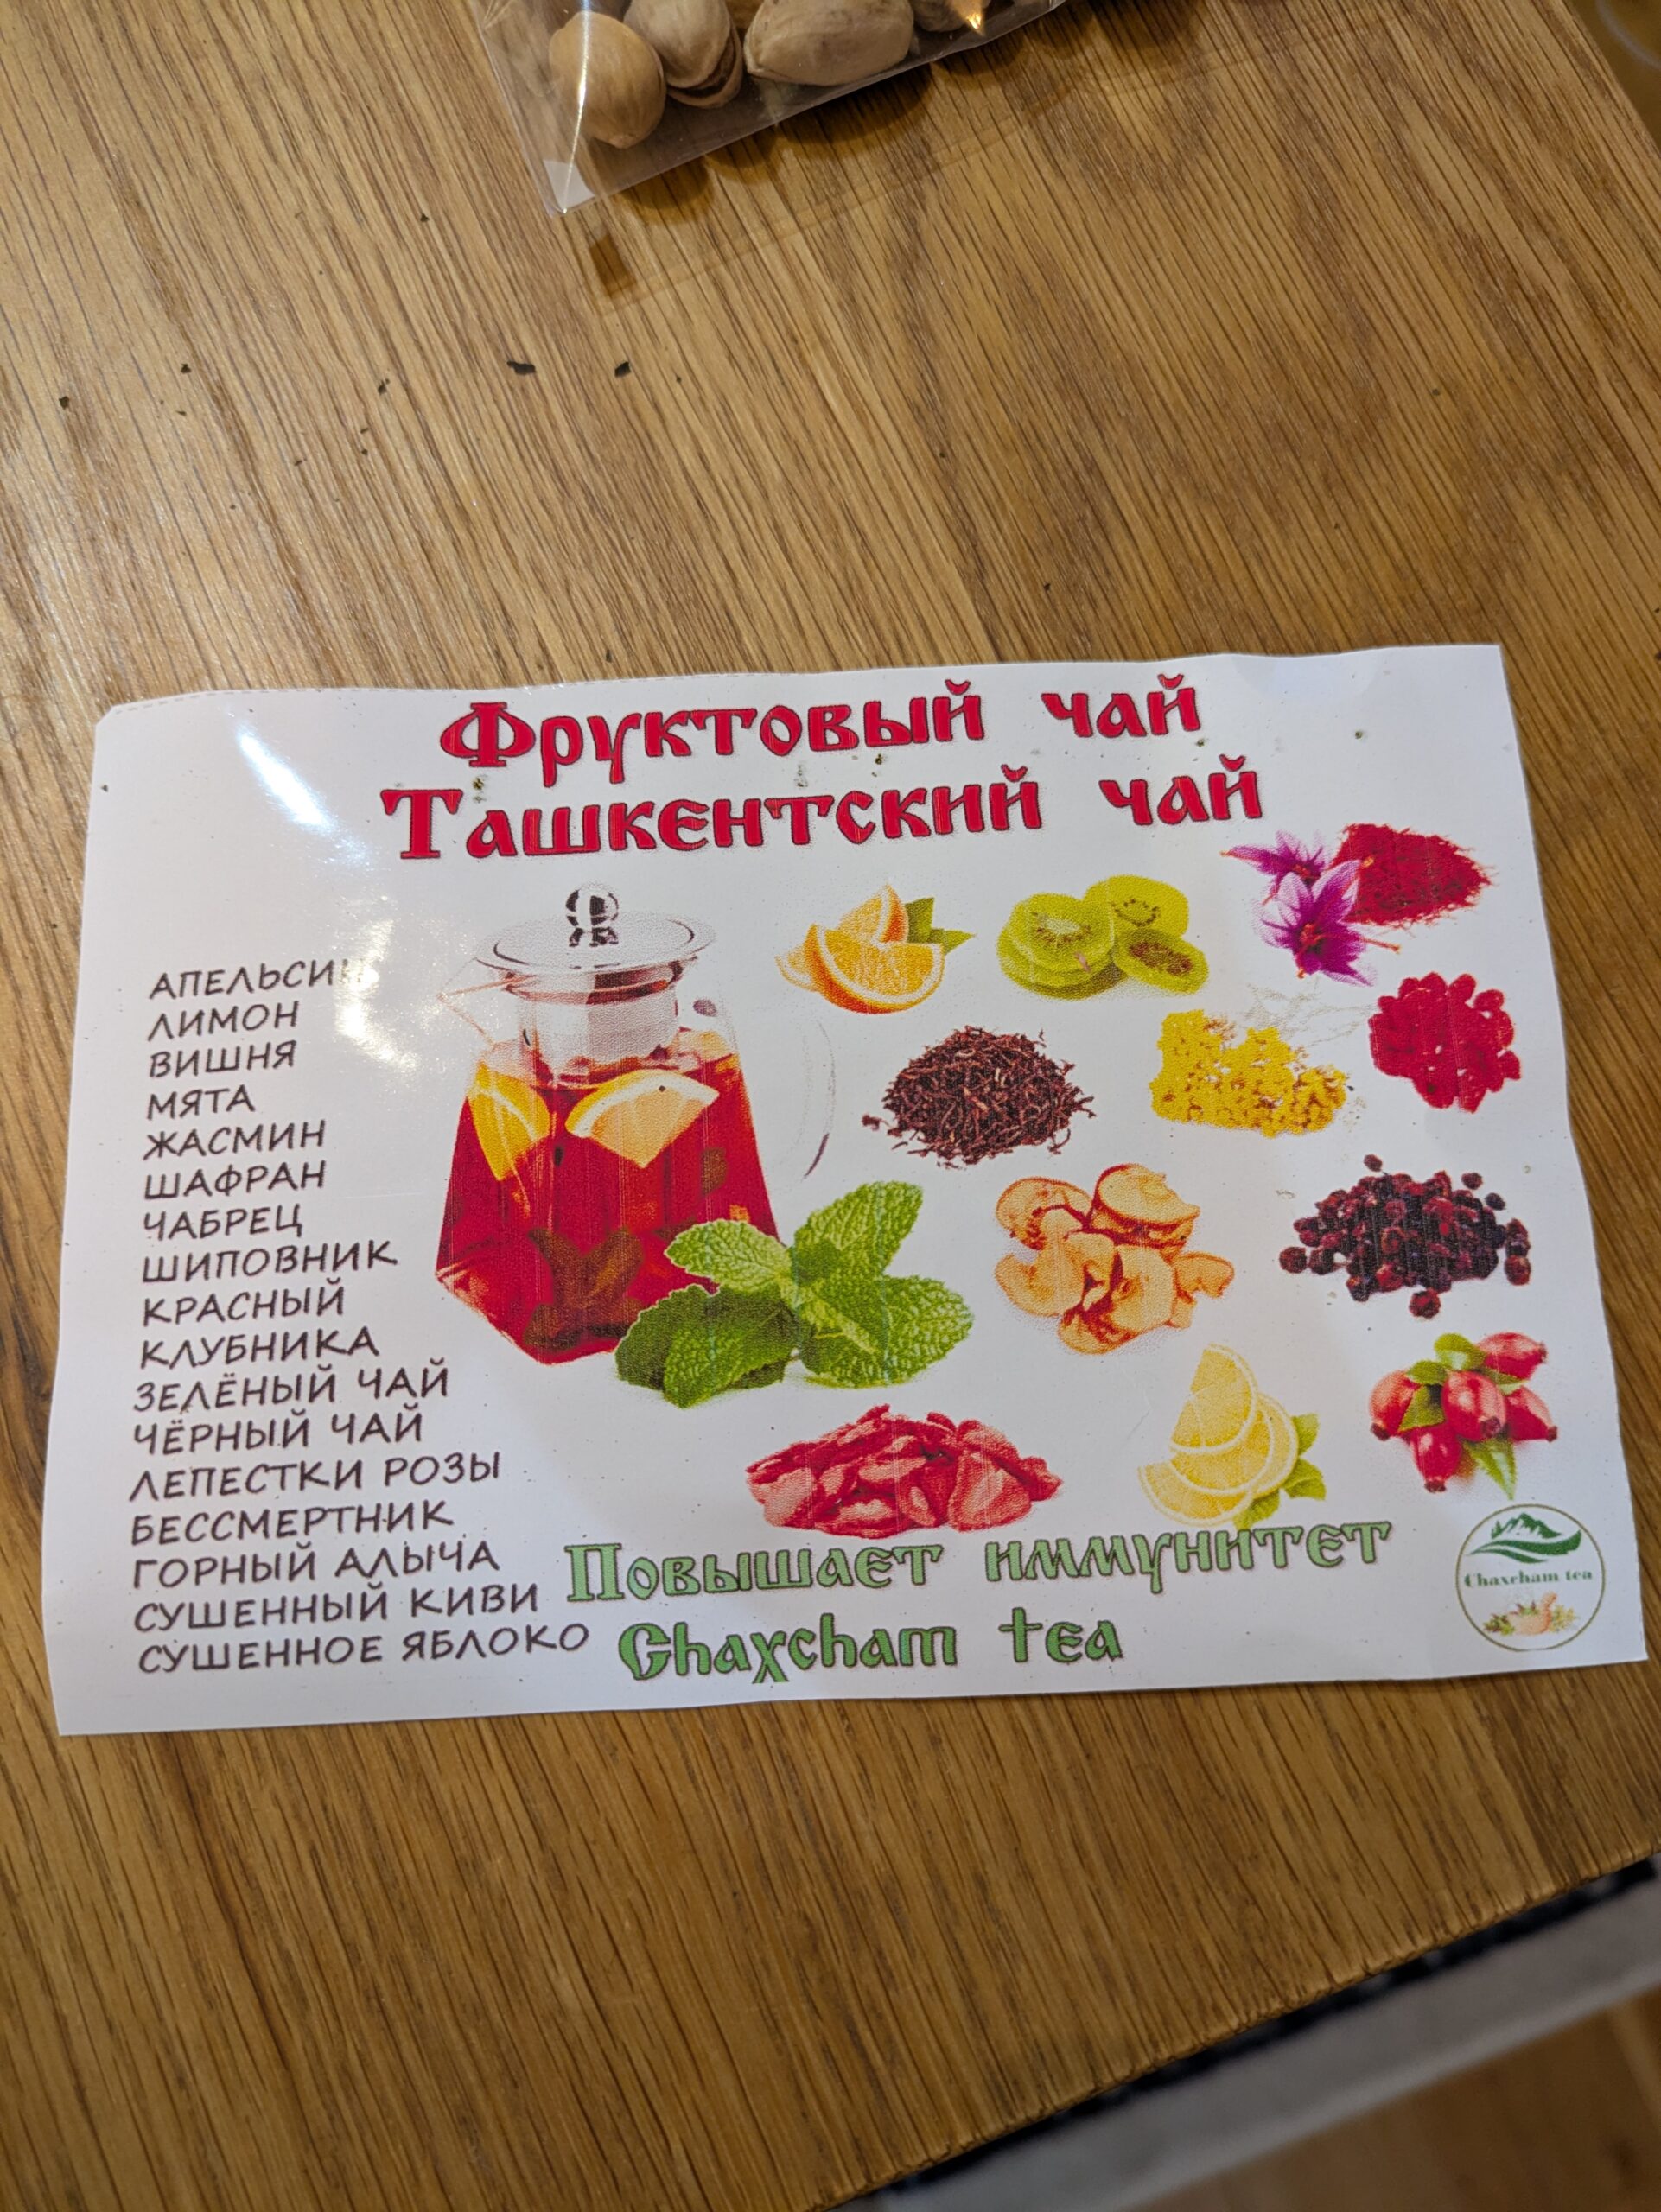 Фруктовый чай
Ташкентский чай
АПЕЛЬСИН
ЛИМОН
ВИШНЯ
МЯТА
ЖАСМИН
ШАФРАН
ЧАБРЕЦ
ШИПОВНИК
КРАСНЫЙ
КЛУБНИКА
ЗЕЛЁНЫЙ ЧАЙ
ЧЁРНЫЙ ЧАЙ
ЛЕПЕСТКИ РОЗЫ
БЕССМЕРТНИК
ГОРНЫЙ АЛЫЧА
СУШЕННЫЙ КИВИ
СУШЕННОЕ ЯБЛОКО
Повышает иммунитет
Chaxcham tea
Chaxcham tea